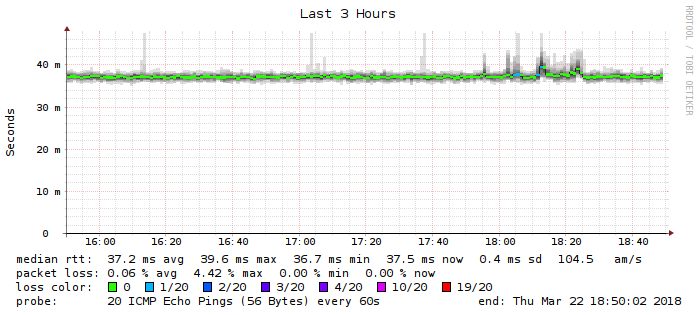 Last 3 Hours
RRDTOOL / TOBI OETIKER
Seconds
40 m
30 m
20 m
10 m
0
16:00 16:20 16:40 17:00 17:20 17:40 18:00 18:20 18:40
median rtt: 37.2 ms avg 39.6 ms max 36.7 ms min 37.5 ms now 0.4 ms sd 104.5 am/s
packet loss: 0.06 % avg 4.42 % max 0.00 % min 0.00 % now
loss color: 0 1/20 2/20 3/20 4/20 10/20 19/20
probe: 20 ICMP Echo Pings (56 Bytes) every 60s end: Thu Mar 22 18:50:02 2018